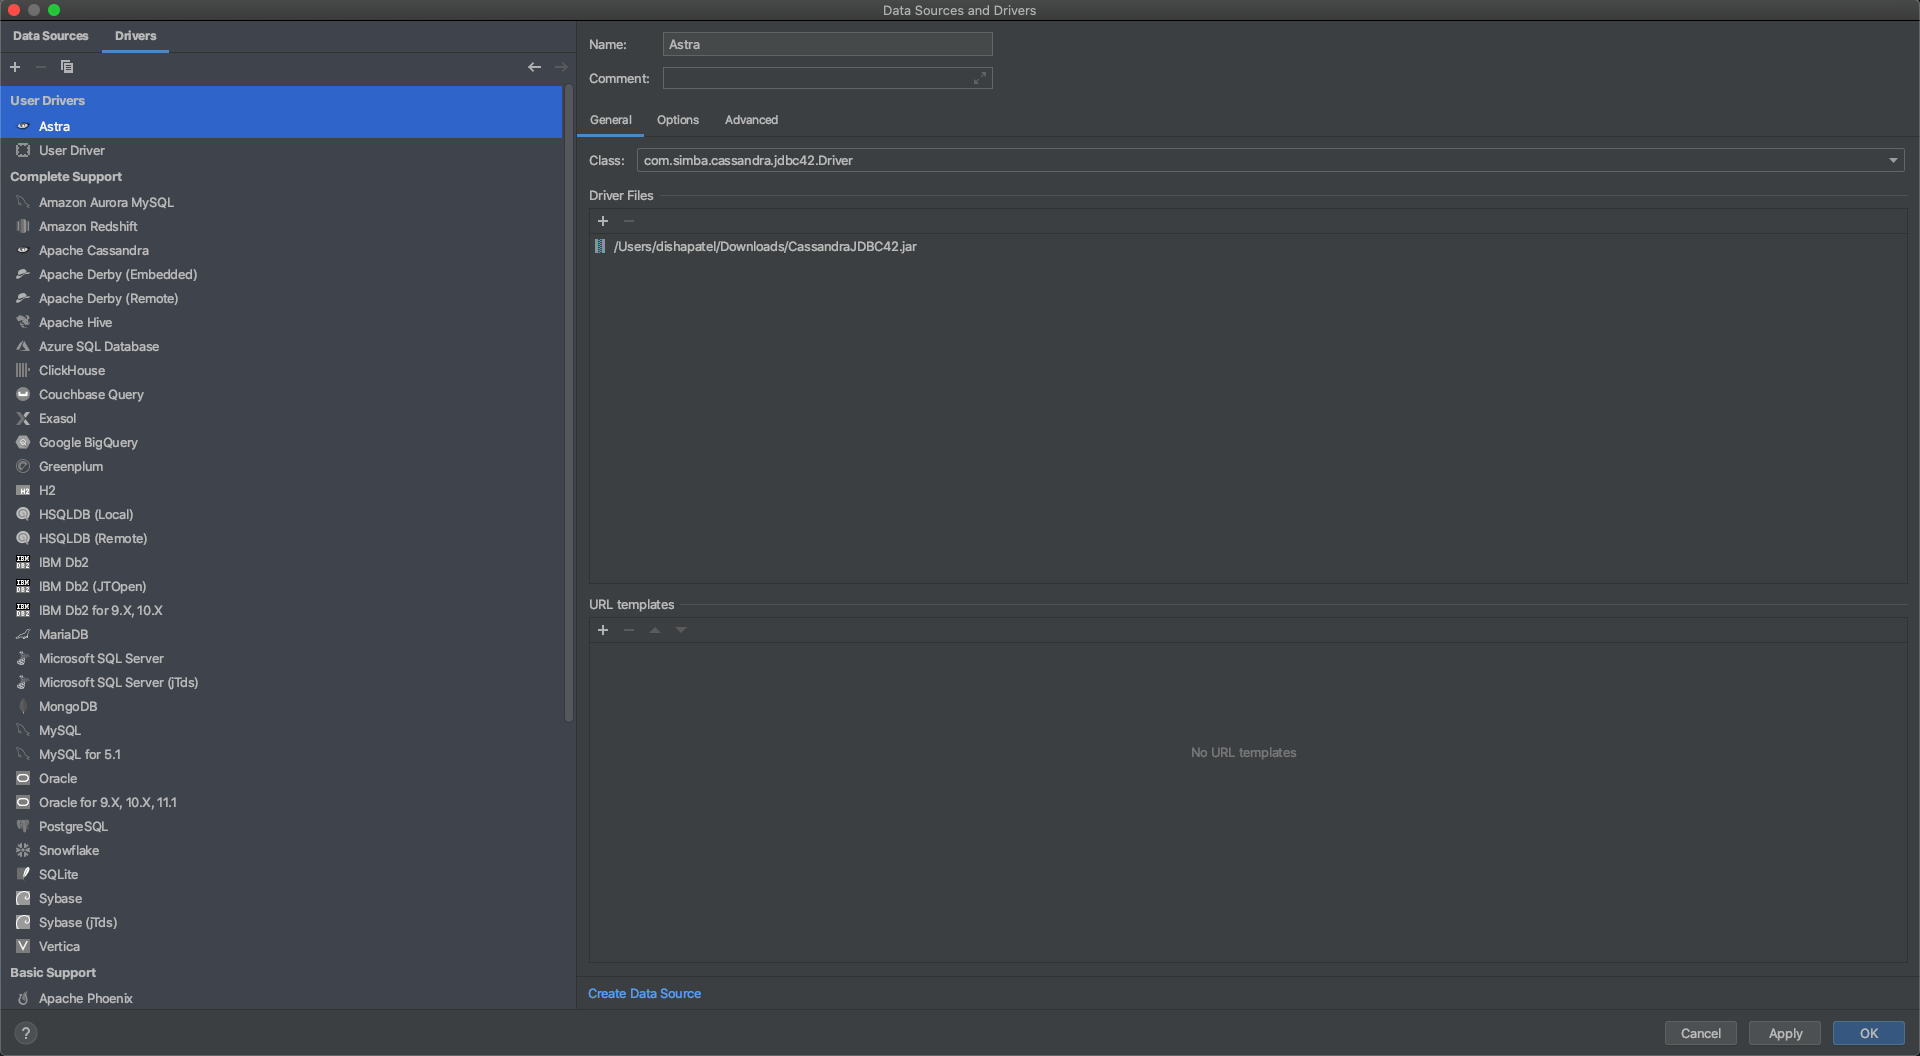 Data Sources and Drivers
Data Sources Drivers
User Drivers
Astra
User Driver
Complete Support
Amazon Aurora MySQL
Amazon Redshift
Apache Cassandra
Apache Derby (Embedded)
Apache Derby (Remote)
Apache Hive
Azure SQL Database
ClickHouse
Couchbase Query
Exasol
Google BigQuery
Greenplum
H2
HSQLDB (Local)
HSQLDB (Remote)
IBM Db2
IBM Db2 (JTOpen)
IBM Db2 for 9.X, 10.X
MariaDB
Microsoft SQL Server
Microsoft SQL Server (jTds)
MongoDB
MySQL
MySQL for 5.1
Oracle
Oracle for 9.X, 10.X, 11.1
PostgreSQL
Snowflake
SQLite
Sybase
Sybase (jTds)
Vertica
Basic Support
Apache Phoenix
Name: Astra
Comment:
General Options Advanced
Class: com.simba.cassandra.jdbc42.Driver
Driver Files
/Users/dishapatel/Downloads/CassandraJDBC42.jar
URL templates
No URL templates
Create Data Source
? Cancel Apply OK